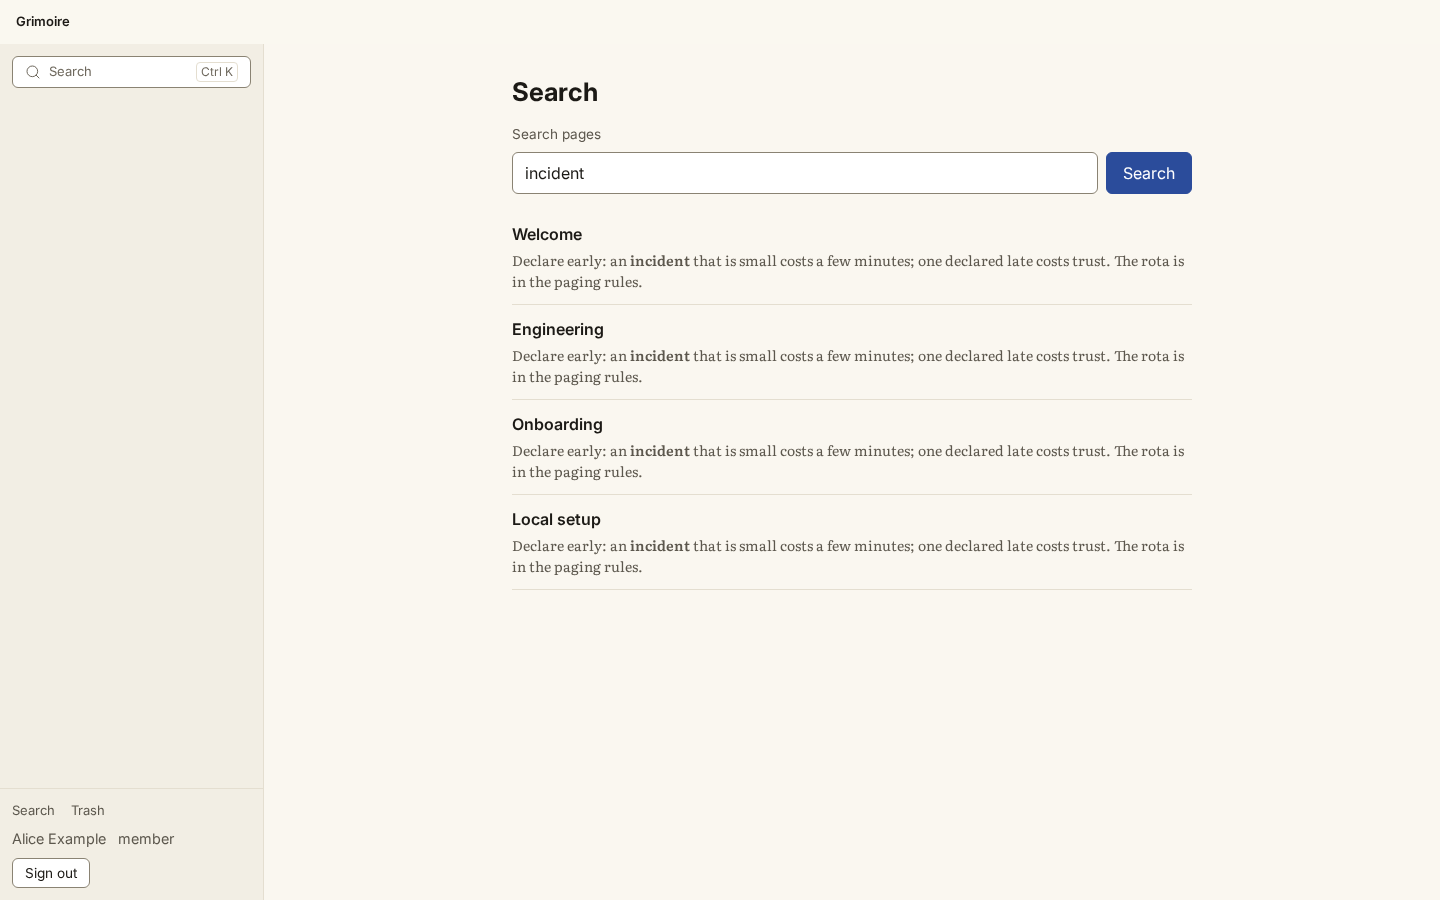 Grimoire
Search
Ctrl K
Search
Search pages
incident
Search
Welcome
Declare early: an incident that is small costs a few minutes; one declared late costs trust. The rota is
in the paging rules.
Engineering
Declare early: an incident that is small costs a few minutes; one declared late costs trust. The rota is
in the paging rules.
Onboarding
Declare early: an incident that is small costs a few minutes; one declared late costs trust. The rota is
in the paging rules.
Local setup
Declare early: an incident that is small costs a few minutes; one declared late costs trust. The rota is
in the paging rules.
Search Trash
Alice Example member
Sign out